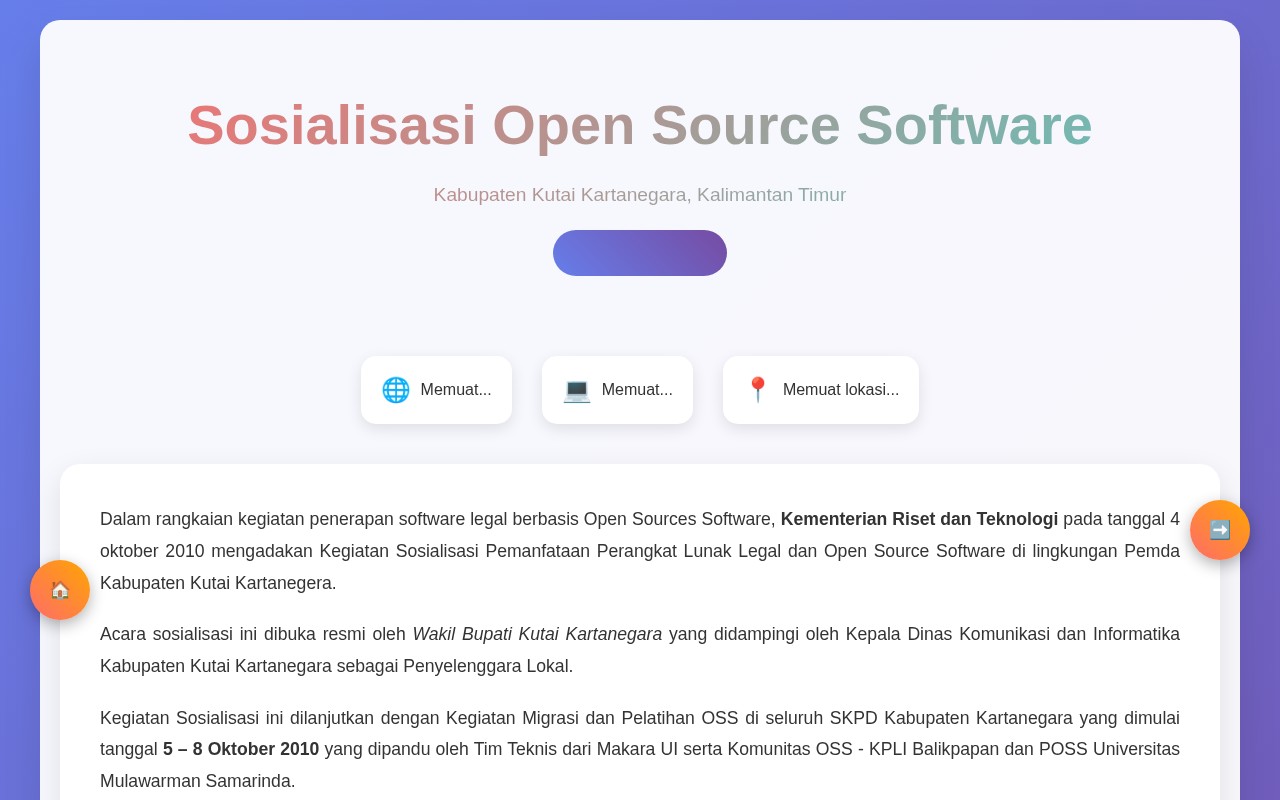 Sosialisasi Open Source Software
Kabupaten Kutai Kartanegara, Kalimantan Timur
Memuat...
Memuat...
Memuat lokasi...
Dalam rangkaian kegiatan penerapan software legal berbasis Open Sources Software, Kementerian Riset dan Teknologi pada tanggal 4
oktober 2010 mengadakan Kegiatan Sosialisasi Pemanfataan Perangkat Lunak Legal dan Open Source Software di lingkungan Pemda
Kabupaten Kutai Kartanegera.
Acara sosialisasi ini dibuka resmi oleh Wakil Bupati Kutai Kartanegara yang didampingi oleh Kepala Dinas Komunikasi dan Informatika
Kabupaten Kutai Kartanegara sebagai Penyelenggara Lokal.
Kegiatan Sosialisasi ini dilanjutkan dengan Kegiatan Migrasi dan Pelatihan OSS di seluruh SKPD Kabupaten Kartanegara yang dimulai
tanggal 5 – 8 Oktober 2010 yang dipandu oleh Tim Teknis dari Makara UI serta Komunitas OSS - KPLI Balikpapan dan POSS Universitas
Mulawarman Samarinda.